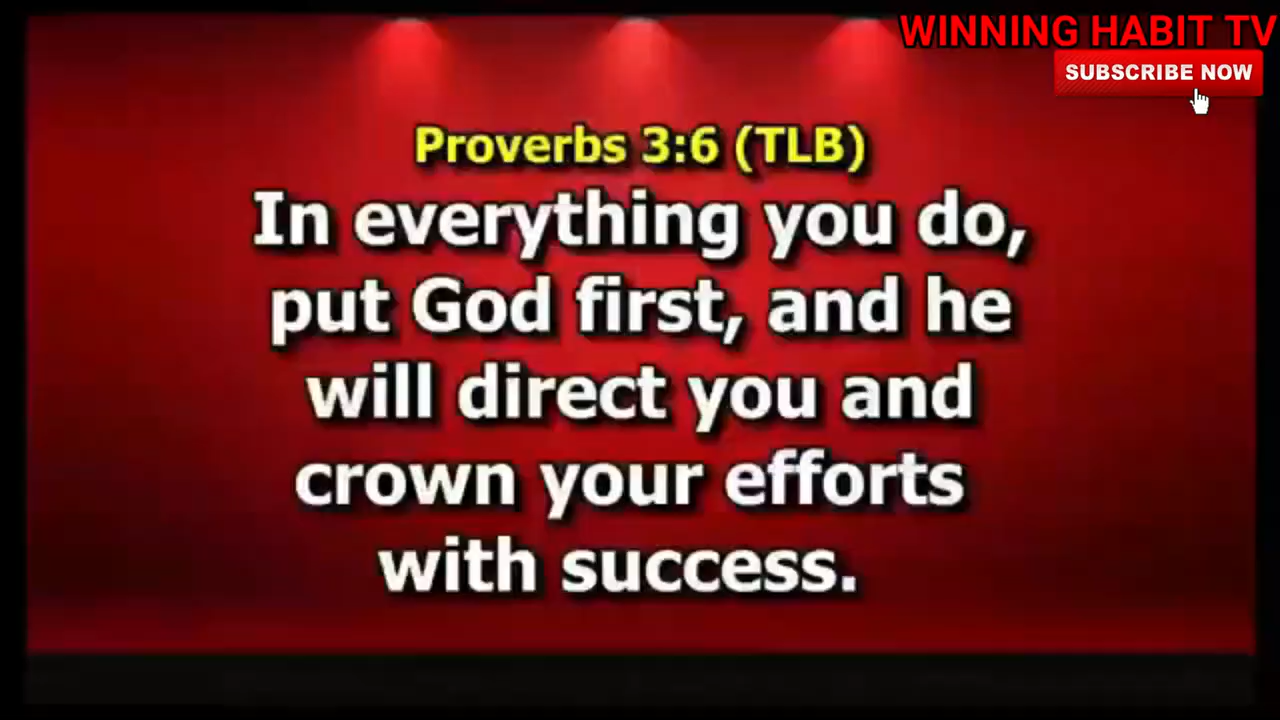 WINNING HABIT TV
SUBSCRIBE NOW
Proverbs 3:6 (TLB)
In everything you do,
put God first, and he
will direct you and
crown your efforts
with success.